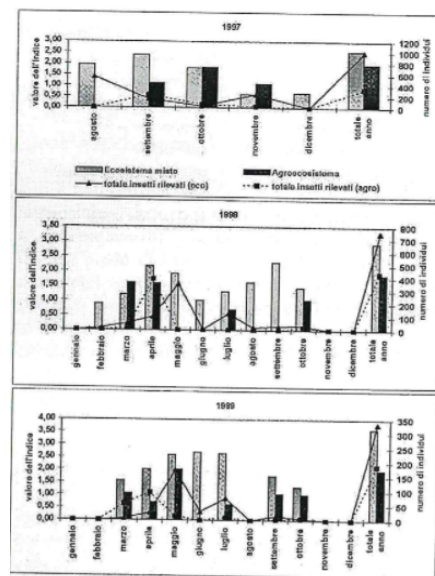 1997
valore dell'indice
3,00
2,50
2,00
1,50
1,00
0,50
0,00
agosto
settembre
ottobre
novembre
dicembre
totale
anno
1200
1000
800
600
400
200
0
numero di individui
Ecosistema misto
Agroecosistema
totale insetti rilevati (eco)
totale insetti rilevati (agro)
1998
valore dell'indice
3,50
3,00
2,50
2,00
1,50
1,00
0,50
0,00
gennaio
febbraio
marzo
aprile
maggio
giugno
luglio
agosto
settembre
ottobre
novembre
dicembre
totale
anno
800
700
600
500
400
300
200
100
0
numero di individui
1999
valore dell'indice
4,00
3,50
3,00
2,50
2,00
1,50
1,00
0,50
0,00
gennaio
febbraio
marzo
aprile
maggio
giugno
luglio
agosto
settembre
ottobre
novembre
dicembre
totale
anno
350
300
250
200
150
100
50
0
numero di individui